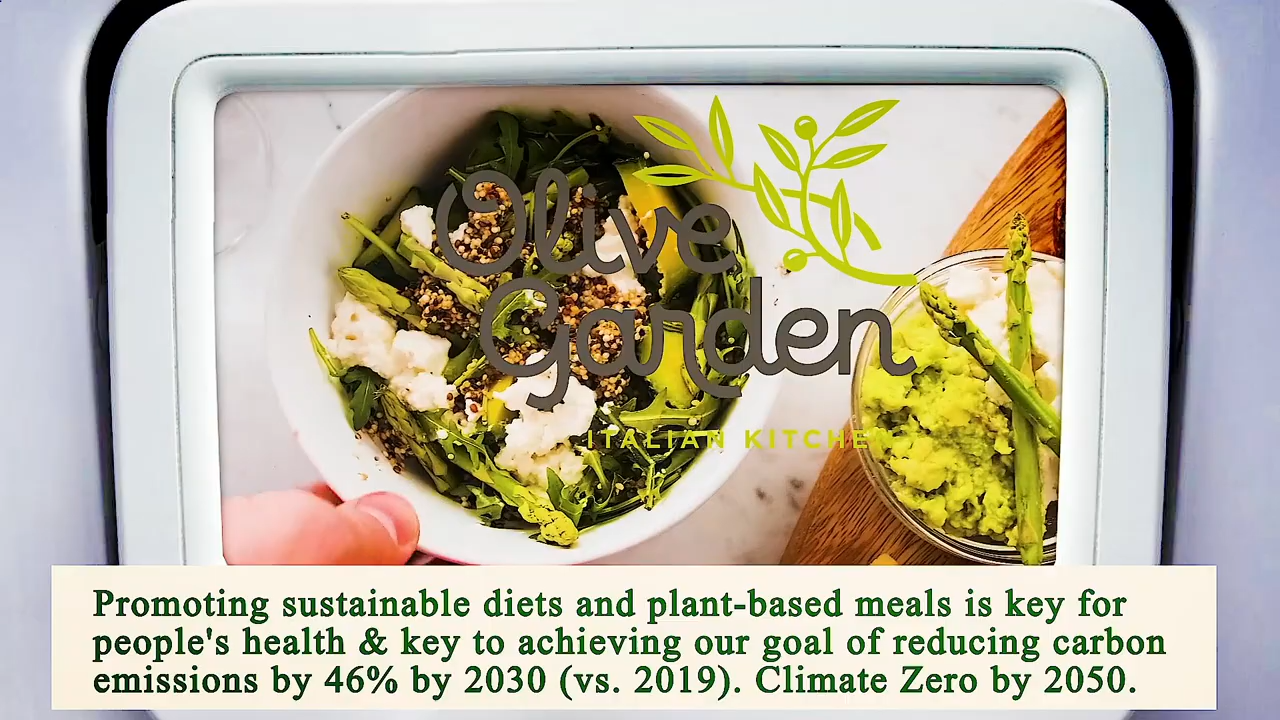 Olive
Garden
ITALIAN KITCHEN
Promoting sustainable diets and plant-based meals is key for
people's health & key to achieving our goal of reducing carbon
emissions by 46% by 2030 (vs. 2019). Climate Zero by 2050.